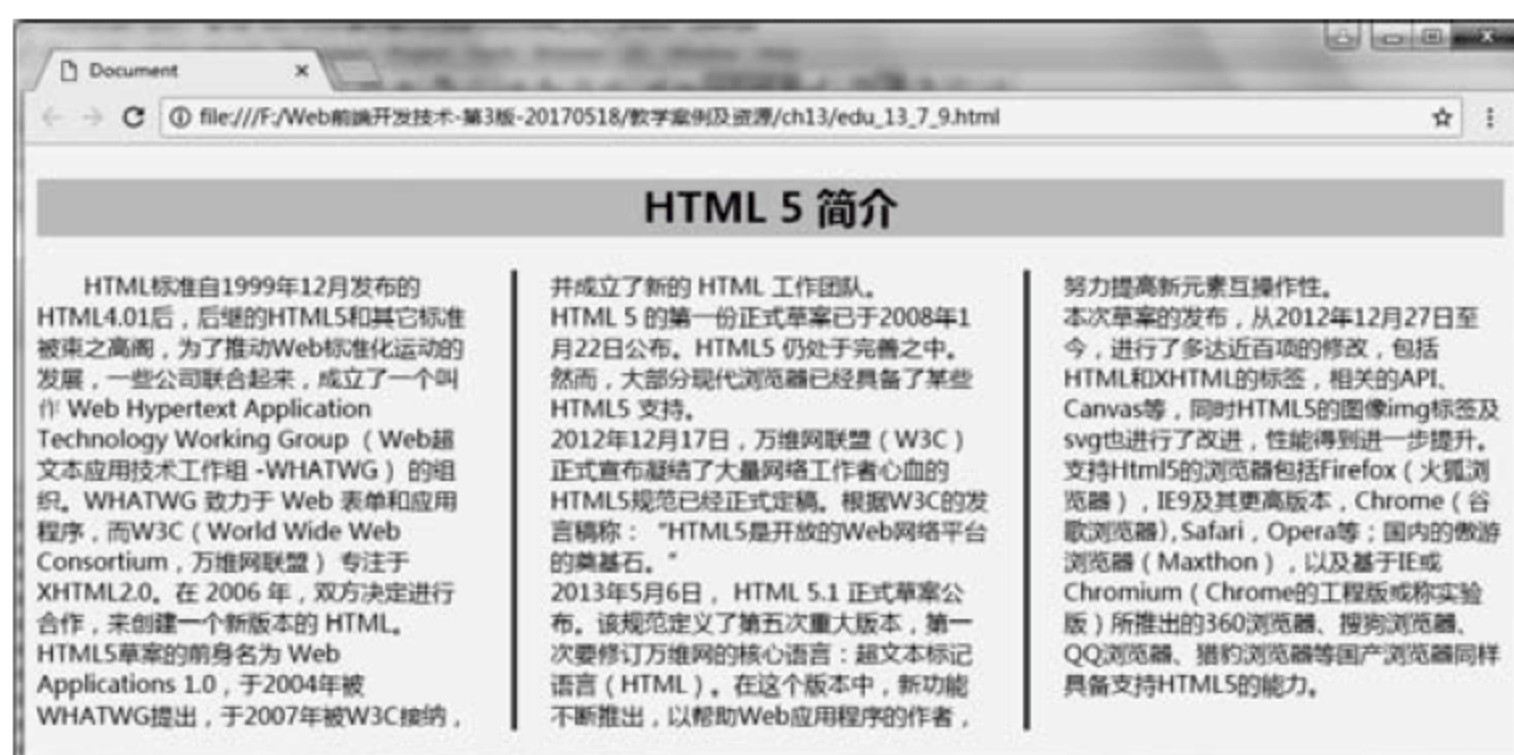 Document
file:///F:/Web前端开发技术-第3版-20170518/教学案例及资源/ch13/edu_13_7_9.html
HTML 5 简介
HTML标准自1999年12月发布的
HTML4.01后，后继的HTML5和其它标准
被束之高阁，为了推动Web标准化运动的
发展，一些公司联合起来，成立了一个叫
作 Web Hypertext Application
Technology Working Group （Web超
文本应用技术工作组 -WHATWG） 的组
织。WHATWG 致力于 Web 表单和应用
程序，而W3C（World Wide Web
Consortium，万维网联盟） 专注于
XHTML2.0。在 2006 年，双方决定进行
合作，来创建一个新版本的 HTML。
HTML5草案的前身名为 Web
Applications 1.0，于2004年被
WHATWG提出，于2007年被W3C接纳，
并成立了新的 HTML 工作团队。
HTML 5 的第一份正式草案已于2008年1
月22日公布。HTML5 仍处于完善之中。
然而，大部分现代浏览器已经具备了某些
HTML5 支持。
2012年12月17日，万维网联盟（W3C）
正式宣布凝结了大量网络工作者心血的
HTML5规范已经正式定稿。根据W3C的发
言稿称：“HTML5是开放的Web网络平台
的奠基石。”
2013年5月6日， HTML 5.1 正式草案公
布。该规范定义了第五次重大版本，第一
次要修订万维网的核心语言：超文本标记
语言（HTML）。在这个版本中，新功能
不断推出，以帮助Web应用程序的作者，
努力提高新元素互操作性。
本次草案的发布，从2012年12月27日至
今，进行了多达近百项的修改，包括
HTML和XHTML的标签，相关的API、
Canvas等，同时HTML5的图像img标签及
svg也进行了改进，性能得到进一步提升。
支持Html5的浏览器包括Firefox（火狐浏
览器），IE9及其更高版本，Chrome（谷
歌浏览器），Safari，Opera等；国内的傲游
浏览器（Maxthon），以及基于IE或
Chromium（Chrome的工程版或称实验
版）所推出的360浏览器、搜狗浏览器、
QQ浏览器、猎豹浏览器等国产浏览器同样
具备支持HTML5的能力。